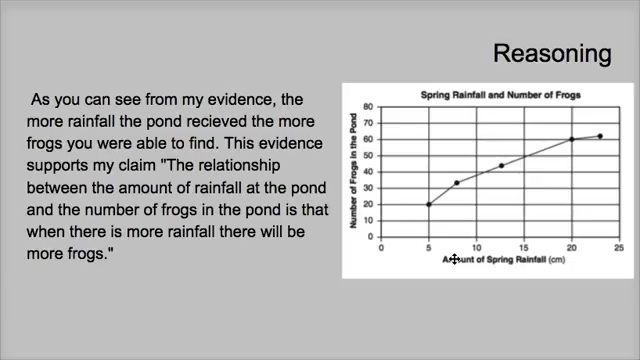 Reasoning
As you can see from my evidence, the
more rainfall the pond recieved the more
frogs you were able to find. This evidence
supports my claim "The relationship
between the amount of rainfall at the pond
and the number of frogs in the pond is that
when there is more rainfall there will be
more frogs."
Spring Rainfall and Number of Frogs
Number of Frogs in the Pond
80
70
60
50
40
30
20
10
0
0 5 10 15 20 25
Amount of Spring Rainfall (cm)